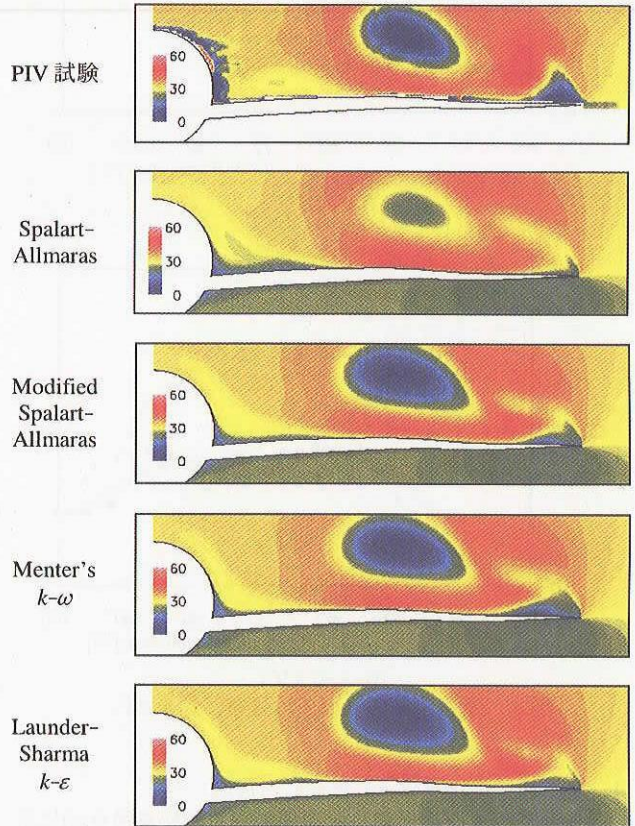 PIV 試験
60
30
0
Spalart–
Allmaras
60
30
0
Modified
Spalart–
Allmaras
60
30
0
Menter's
k-ω
60
30
0
Launder–
Sharma
k-ε
60
30
0